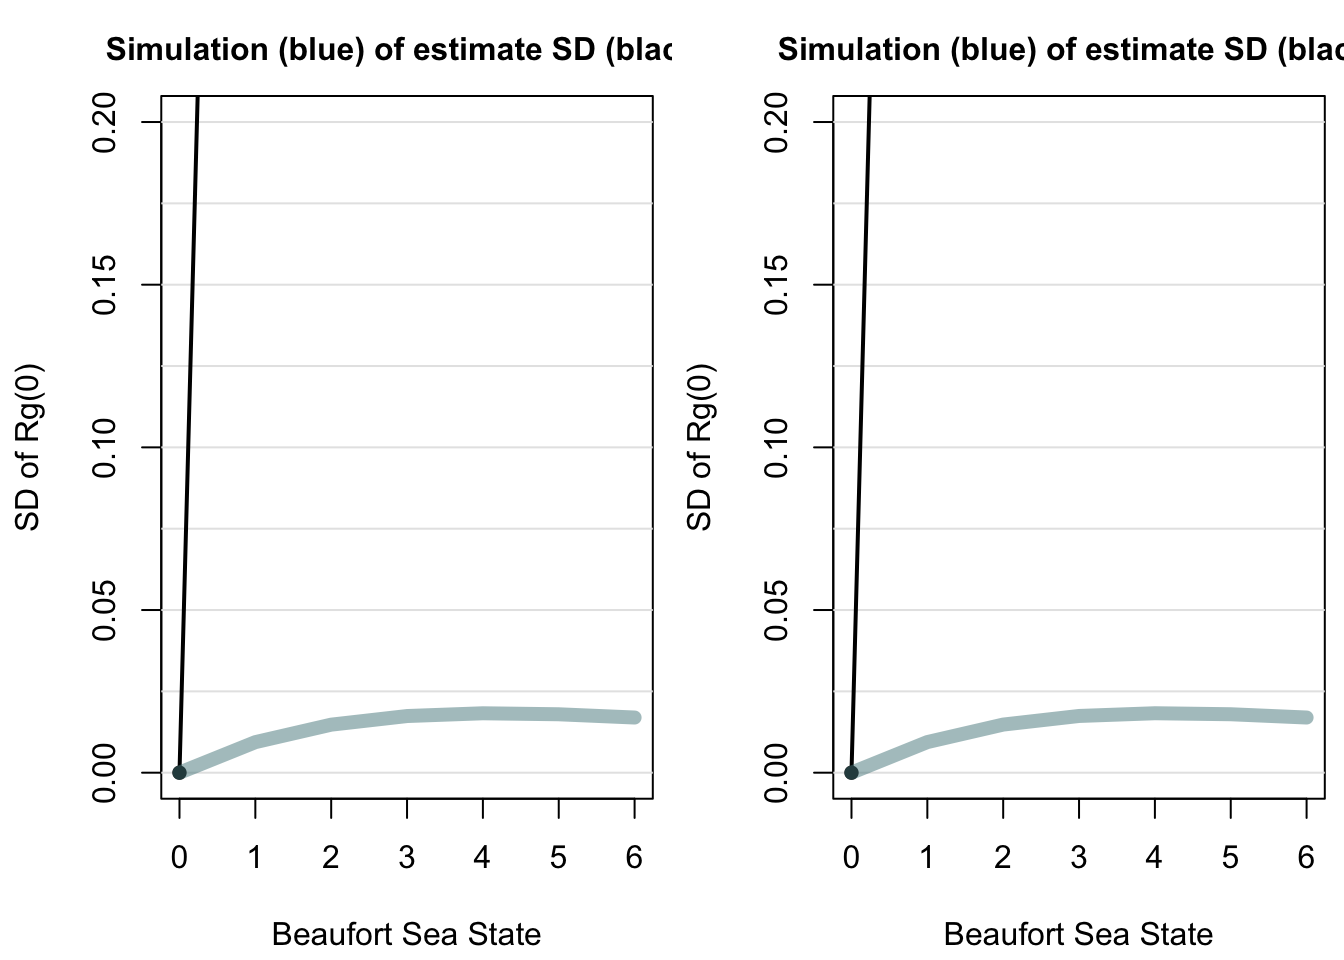 Simulation (blue) of estimate SD (blac
SD of Rg(0)
0.20
0.15
0.10
0.05
0.00
0 1 2 3 4 5 6
Beaufort Sea State
Simulation (blue) of estimate SD (blac
SD of Rg(0)
0.20
0.15
0.10
0.05
0.00
0 1 2 3 4 5 6
Beaufort Sea State